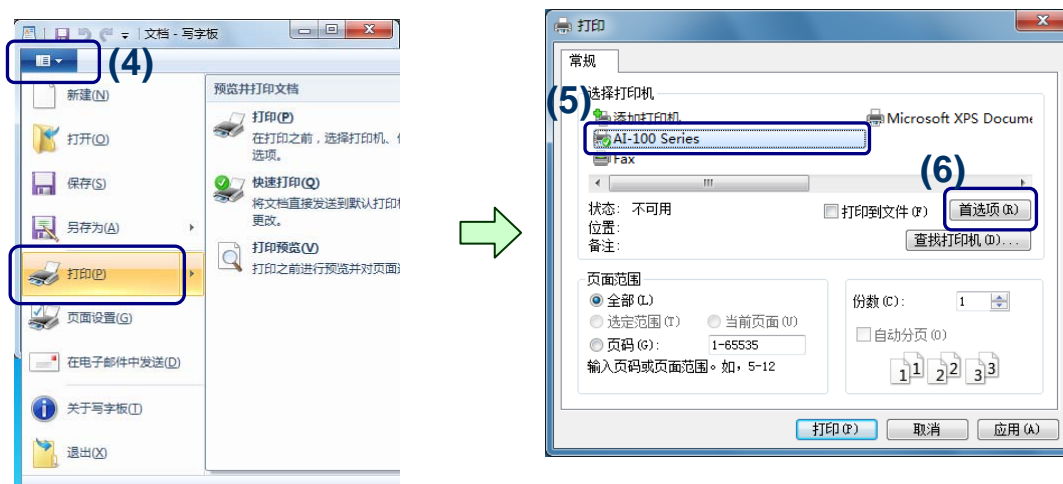 文档 - 写字板
(4)
新建(N)
打开(O)
保存(S)
另存为(A)
打印(P)
页面设置(G)
在电子邮件中发送(D)
关于写字板(T)
退出(X)
预览并打印文档
打印(P)
在打印之前，选择打印机、
选项。
快速打印(Q)
将文档直接发送到默认打印
更改。
打印预览(V)
打印之前进行预览并对页面
打印
常规
(5)
选择打印机
添加打印机
Microsoft XPS Docume
AI-100 Series
Fax
(6)
状态: 不可用
打印到文件(F)
首选项(R)
位置:
查找打印机(D)...
备注:
页面范围
全部(L)
选定范围(T) 当前页面(U)
页码(G): 1-65535
输入页码或页面范围。如，5-12
份数(C): 1
自动分页(O)
11 22 33
打印(P) 取消 应用(A)